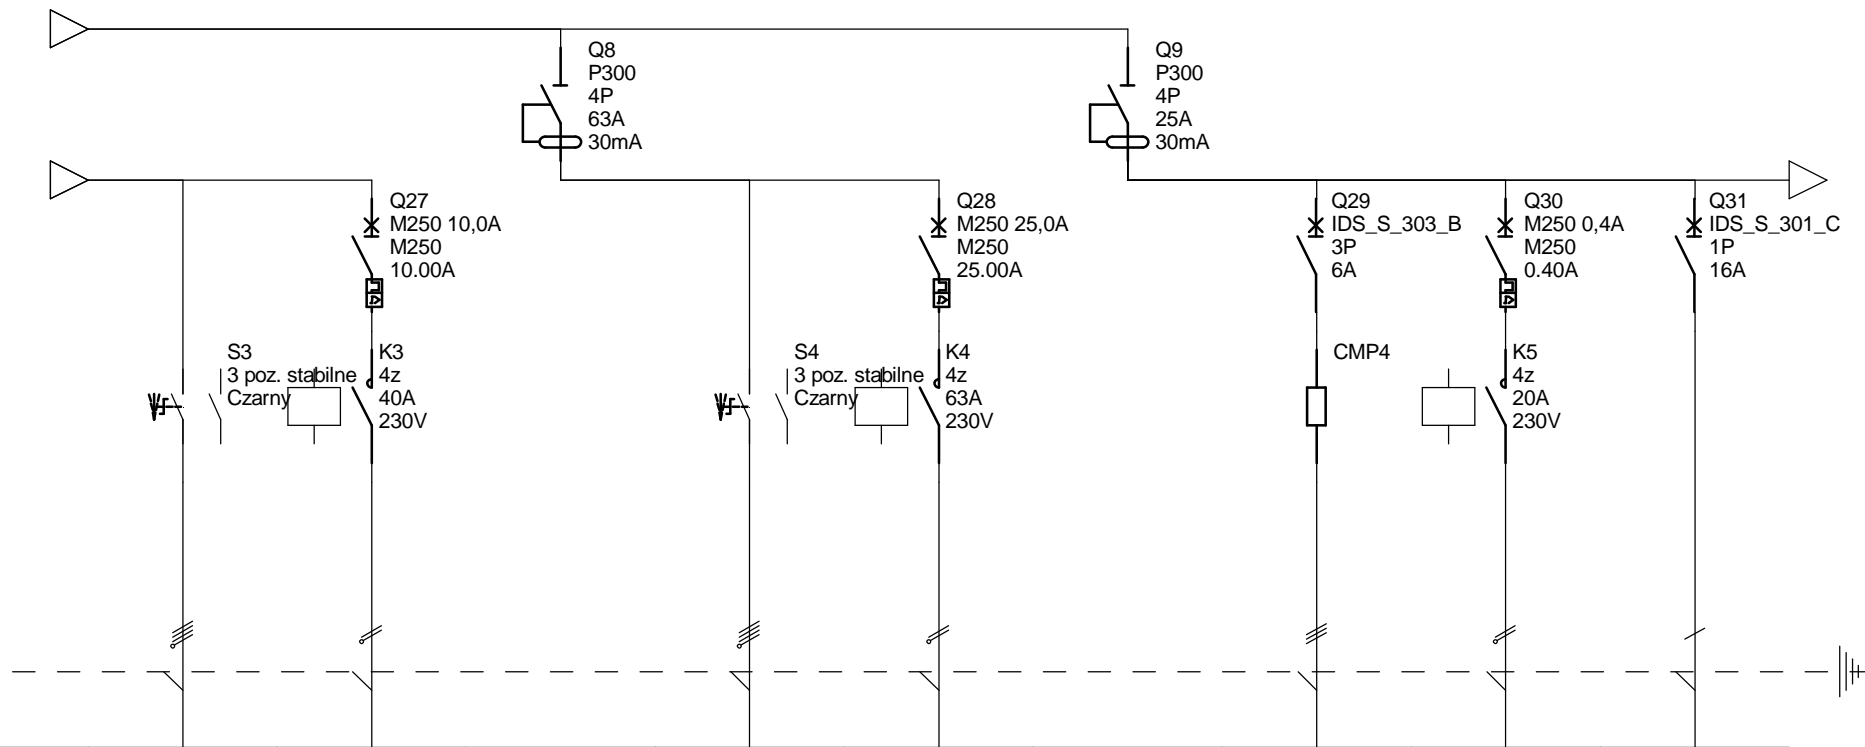 Q8
P300
4P
63A
30mA
Q9
P300
4P
25A
30mA
Q27
M250 10,0A
M250
10.00A
Q28
M250 25,0A
M250
25.00A
Q29
IDS_S_303_B
3P
6A
Q30
M250 0,4A
M250
0.40A
Q31
IDS_S_301_C
1P
16A
S3
3 poz. stabilne
Czarny
K3
4z
40A
230V
S4
3 poz. stabilne
Czarny
K4
4z
63A
230V
CMP4
K5
4z
20A
230V